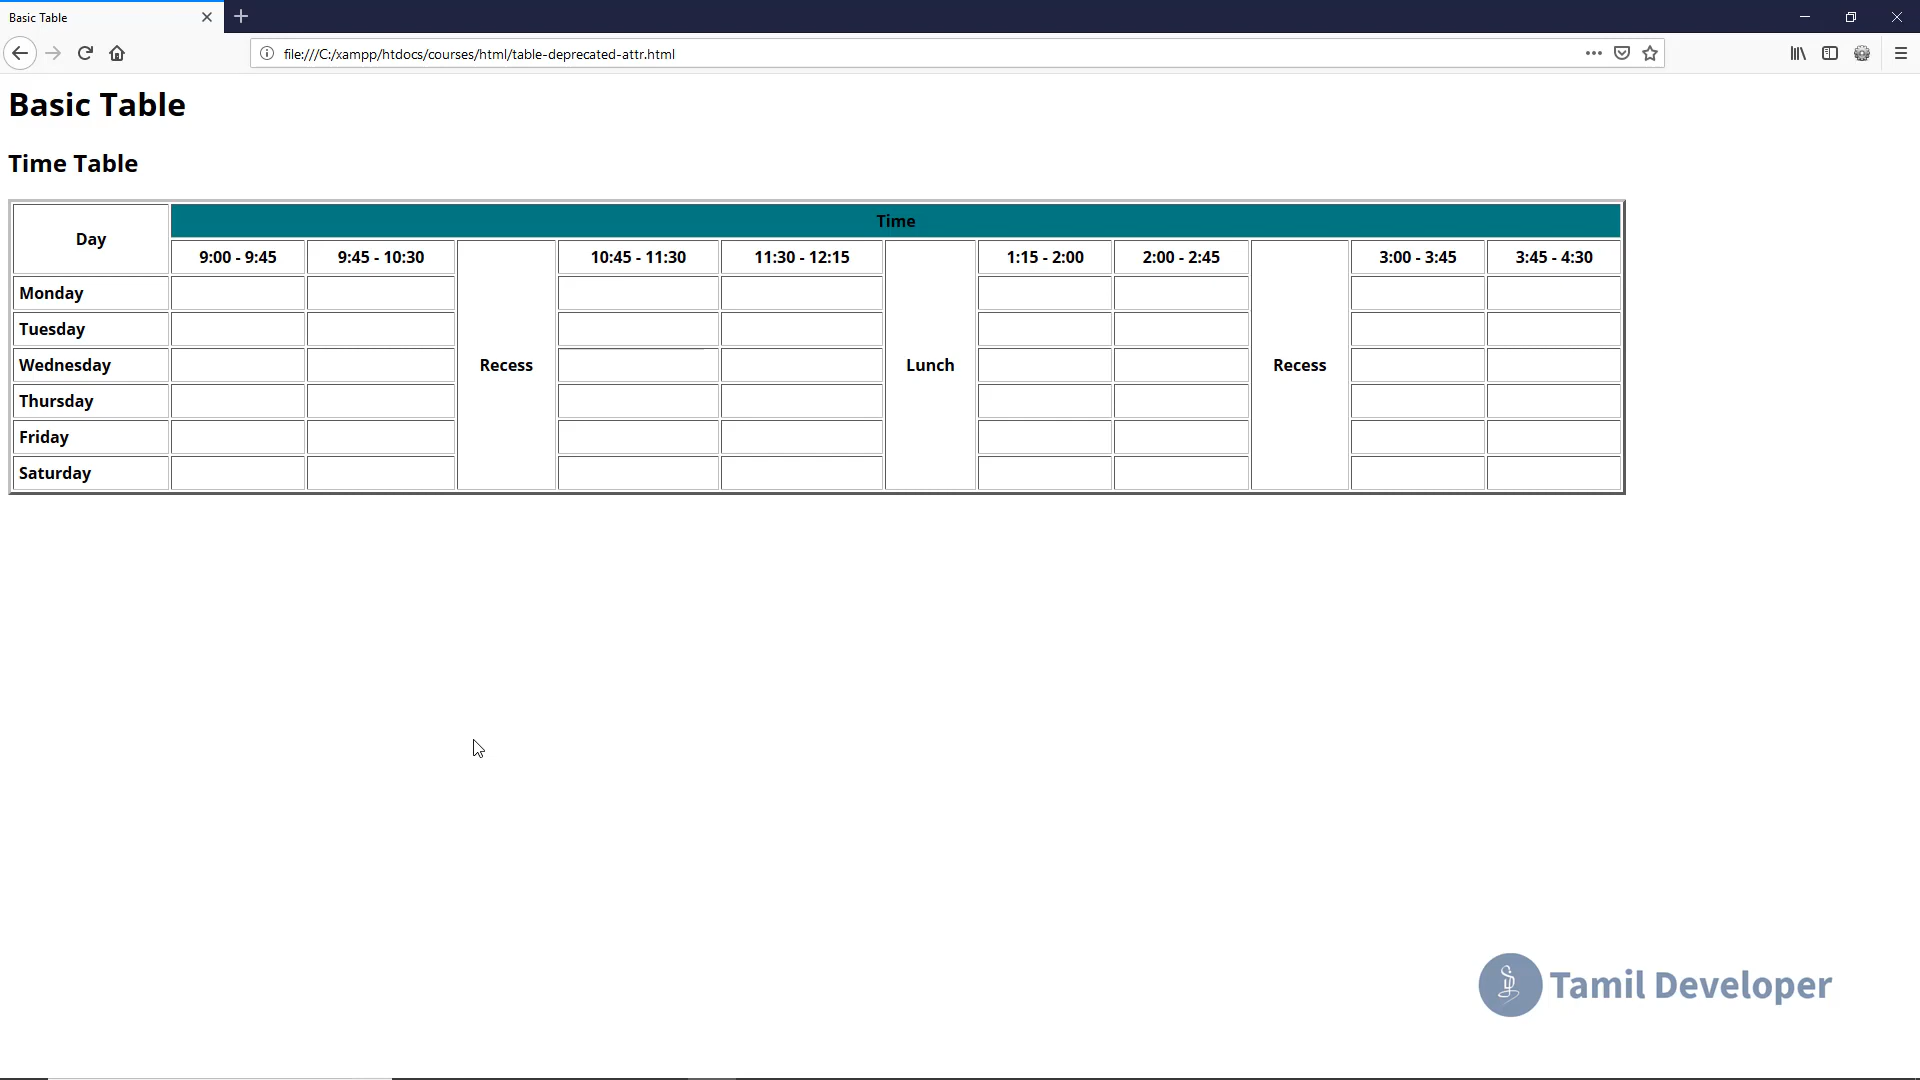 Basic Table
file:///C:/xampp/htdocs/courses/html/table-deprecated-attr.html
Basic Table
Time Table
Day
Time
9:00 - 9:45 9:45 - 10:30 10:45 - 11:30 11:30 - 12:15 1:15 - 2:00 2:00 - 2:45 3:00 - 3:45 3:45 - 4:30
Monday
Tuesday
Wednesday Recess Lunch Recess
Thursday
Friday
Saturday
Tamil Developer